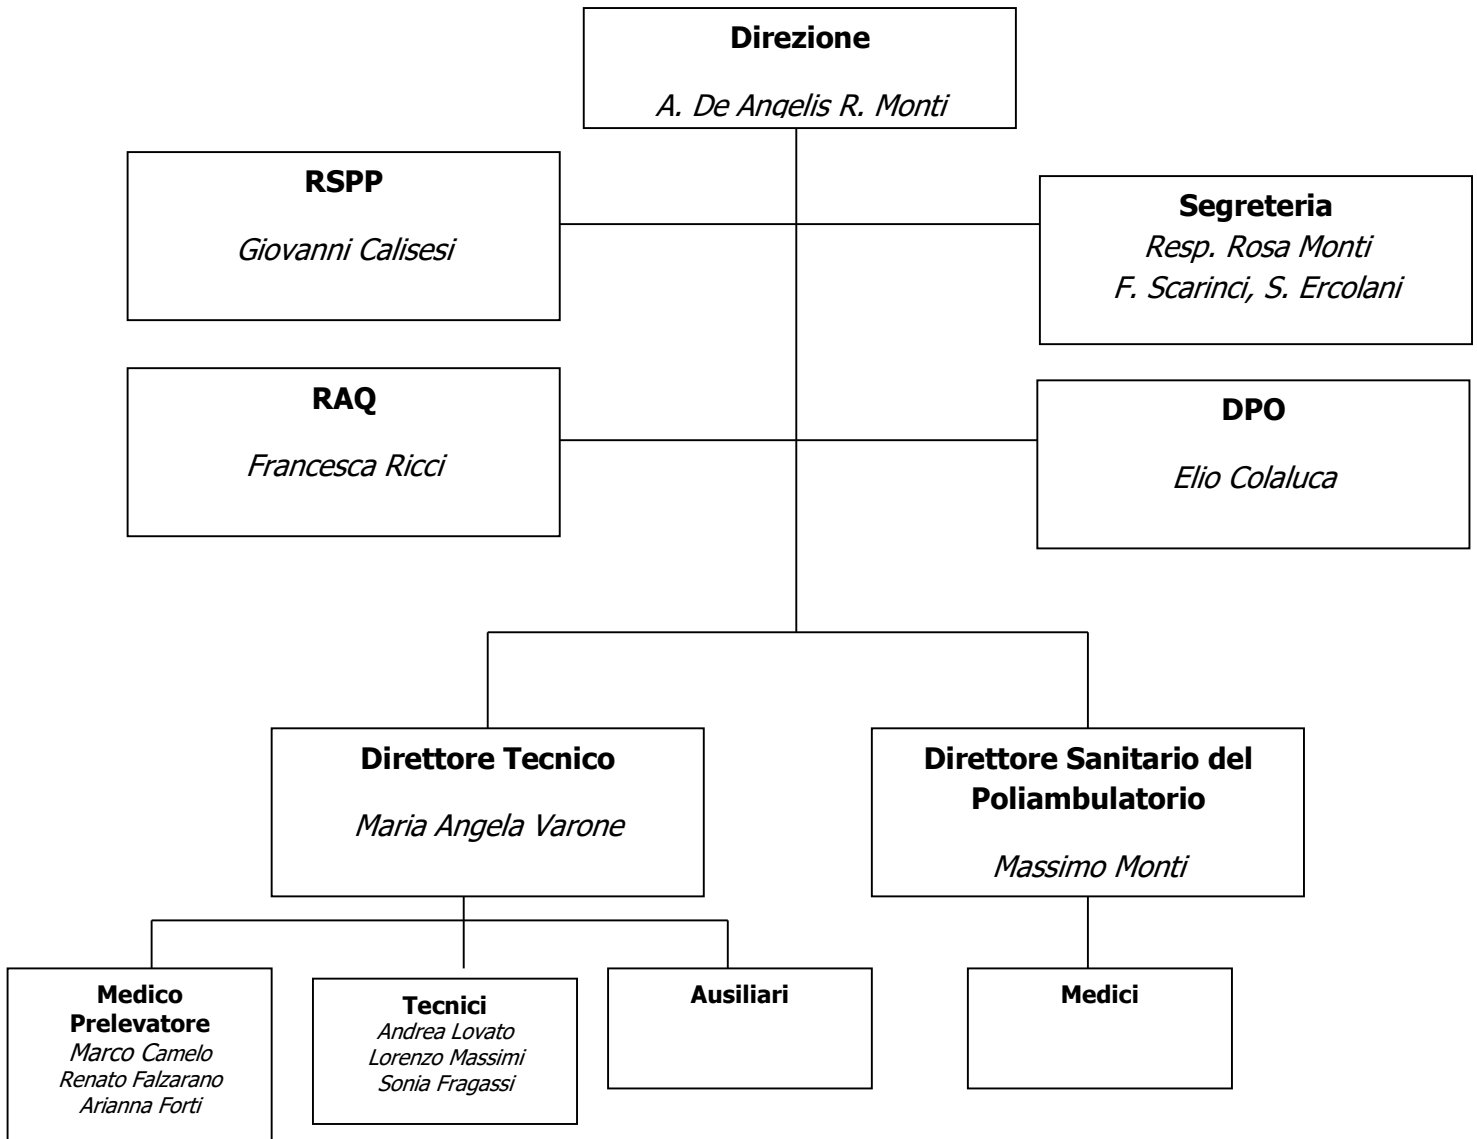 Direzione
A. De Angelis R. Monti
RSPP
Giovanni Calisesi
Segreteria
Resp. Rosa Monti
F. Scarinci, S. Ercolani
RAQ
Francesca Ricci
DPO
Elio Colaluca
Direttore Tecnico
Maria Angela Varone
Direttore Sanitario del
Poliambulatorio
Massimo Monti
Medico
Prelevatore
Marco Camelo
Renato Falzarano
Arianna Forti
Tecnici
Andrea Lovato
Lorenzo Massimi
Sonia Fragassi
Ausiliari
Medici